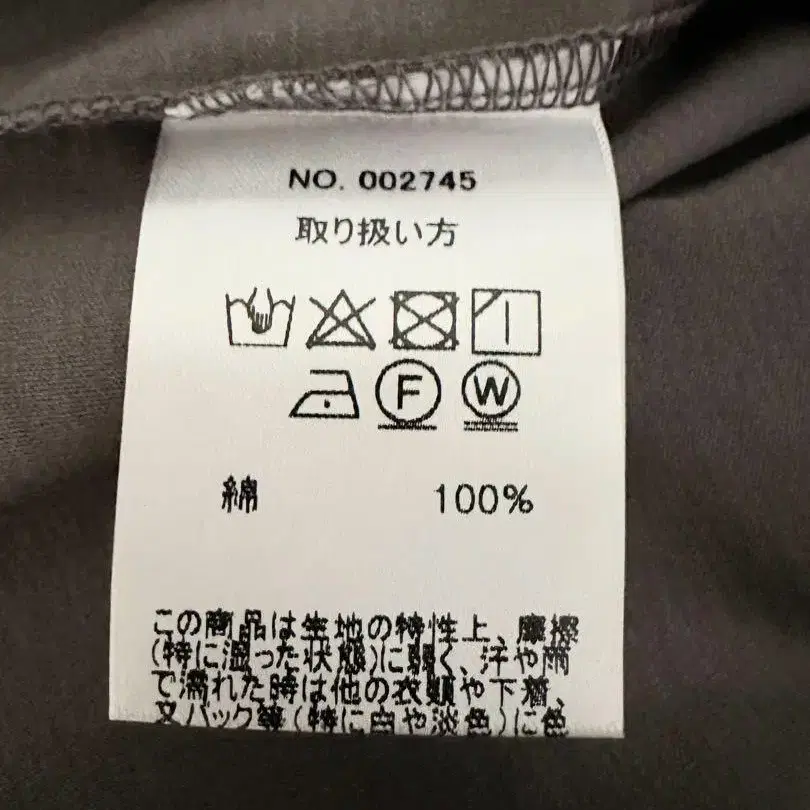 NO. 002745
取り扱い方
F W
綿 100%
この商品は生地の特性上、摩擦
(特に湿った状態)に弱く、汗や雨
で濡れた時は他の衣類や下着、
又バック等(特に白や淡色)に色